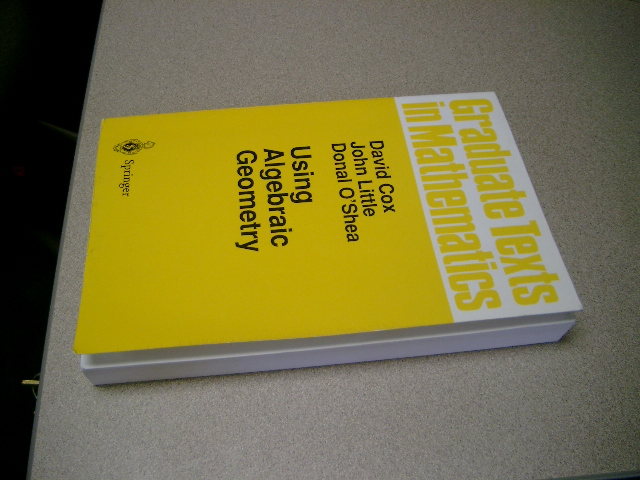 Graduate Texts
in Mathematics
David Cox
John Little
Donal O'Shea
Using
Algebraic
Geometry
Springer